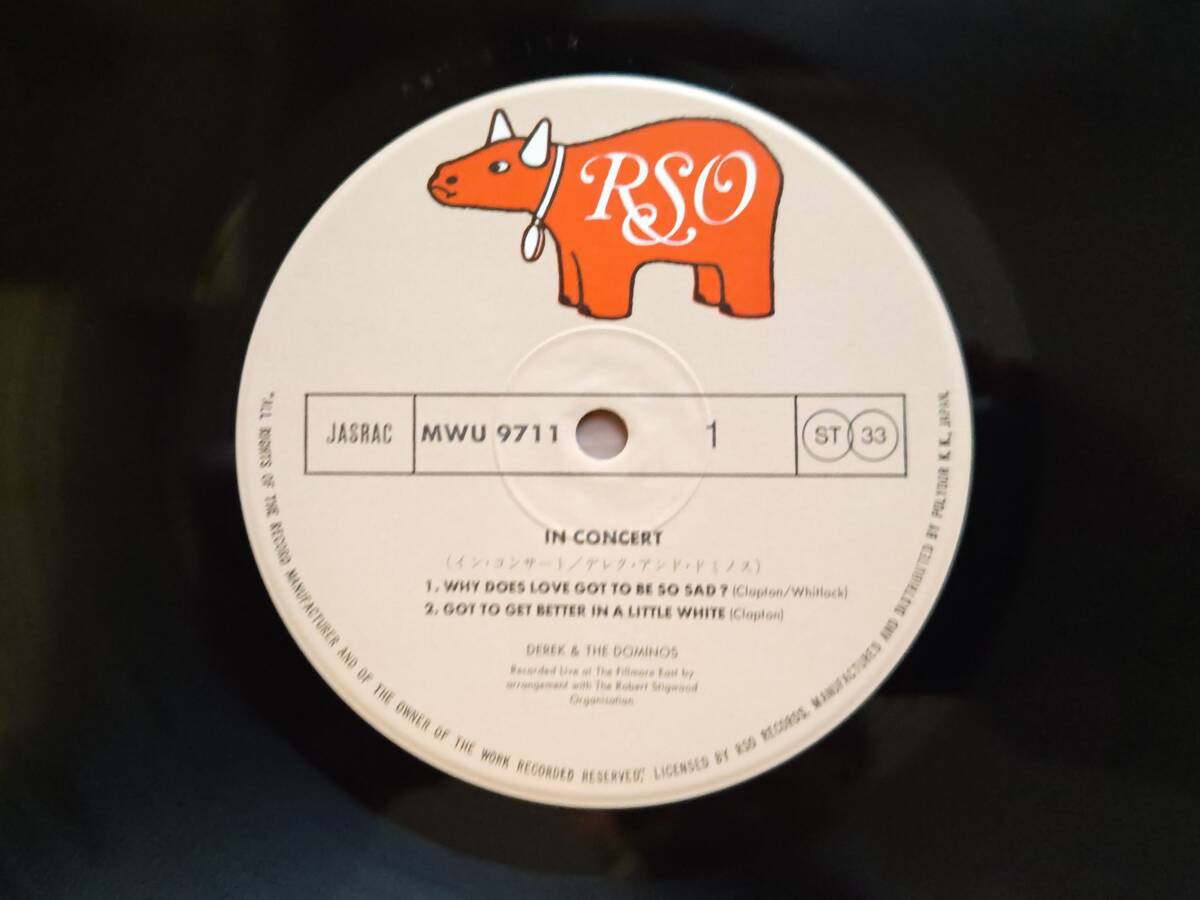 RSO
JASRAC
MWU 9711
1
ST 33
IN CONCERT
(イン・コンサート/デレク・アンド・ドミノス)
1. WHY DOES LOVE GOT TO BE SO SAD? (Clapton/Whitlock)
2. GOT TO GET BETTER IN A LITTLE WHITE (Clapton)
DEREK & THE DOMINOS
Recorded Live at The Fillmore East by
arrangement with The Robert Stigwood
Organisation
"ALL RIGHTS OF THE RECORD MANUFACTURER AND OF THE OWNER OF THE WORK RECORDED RESERVED," LICENSED BY RSO RECORDS. MANUFACTURED AND DISTRIBUTED BY POLYDOR K.K., JAPAN.